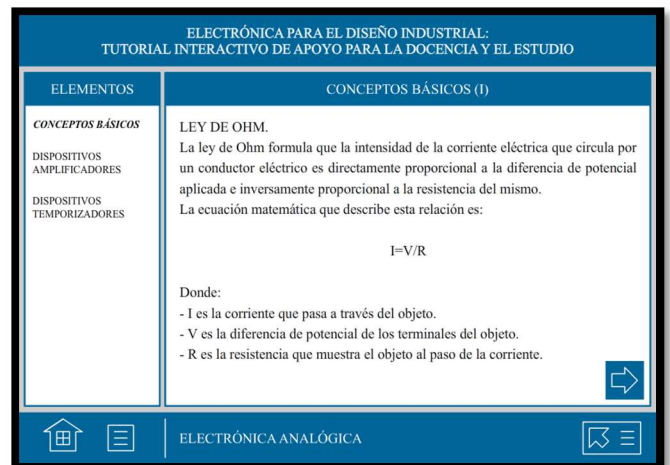 ELECTRÓNICA PARA EL DISEÑO INDUSTRIAL:
TUTORIAL INTERACTIVO DE APOYO PARA LA DOCENCIA Y EL ESTUDIO
ELEMENTOS
CONCEPTOS BÁSICOS
DISPOSITIVOS
AMPLIFICADORES
DISPOSITIVOS
TEMPORIZADORES
CONCEPTOS BÁSICOS (I)
LEY DE OHM.
La ley de Ohm formula que la intensidad de la corriente eléctrica que circula por
un conductor eléctrico es directamente proporcional a la diferencia de potencial
aplicada e inversamente proporcional a la resistencia del mismo.
La ecuación matemática que describe esta relación es:
I=V/R
Donde:
- I es la corriente que pasa a través del objeto.
- V es la diferencia de potencial de los terminales del objeto.
- R es la resistencia que muestra el objeto al paso de la corriente.
ELECTRÓNICA ANALÓGICA